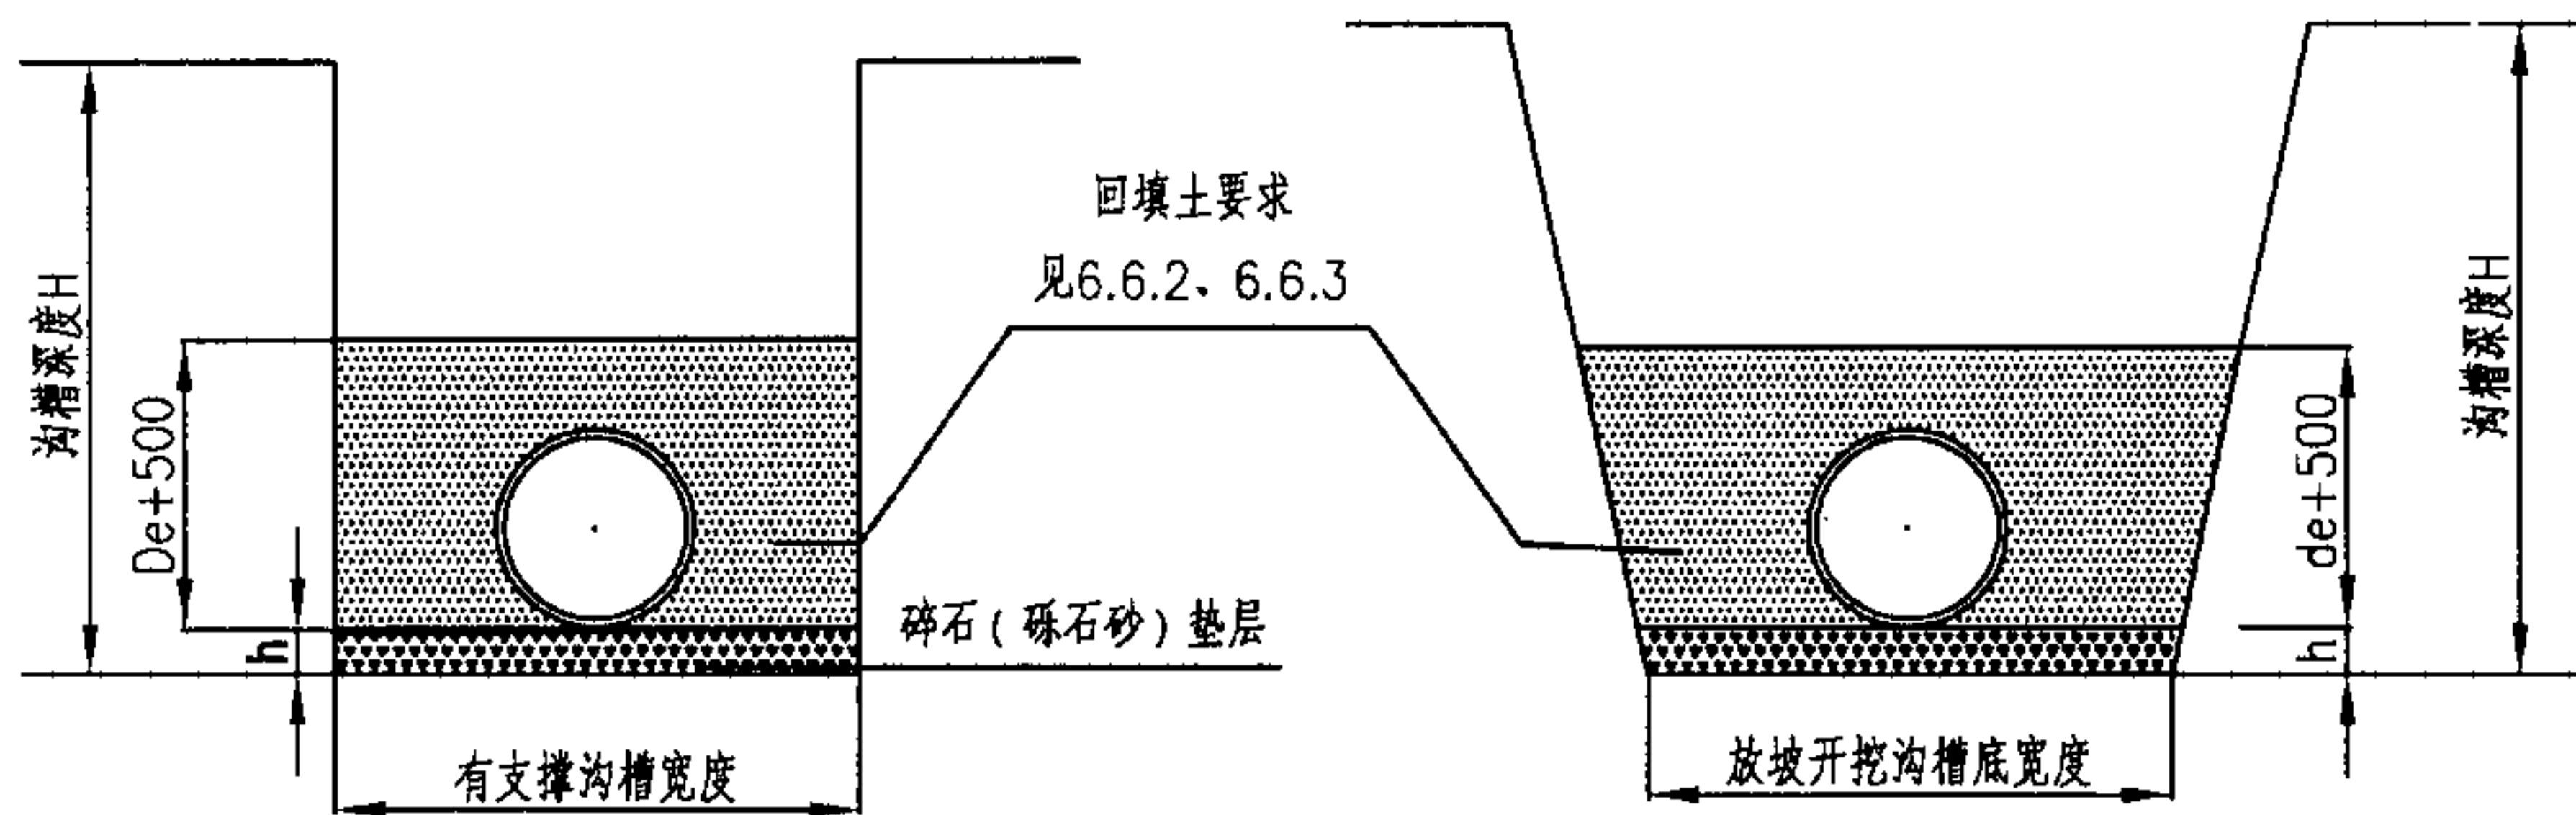 沟槽深度H
De+500
h
有支撑沟槽宽度
回填土要求
见6.6.2、6.6.3
碎石(砾石砂)垫层
放坡开挖沟槽底宽度
de+500
h
沟槽深度H